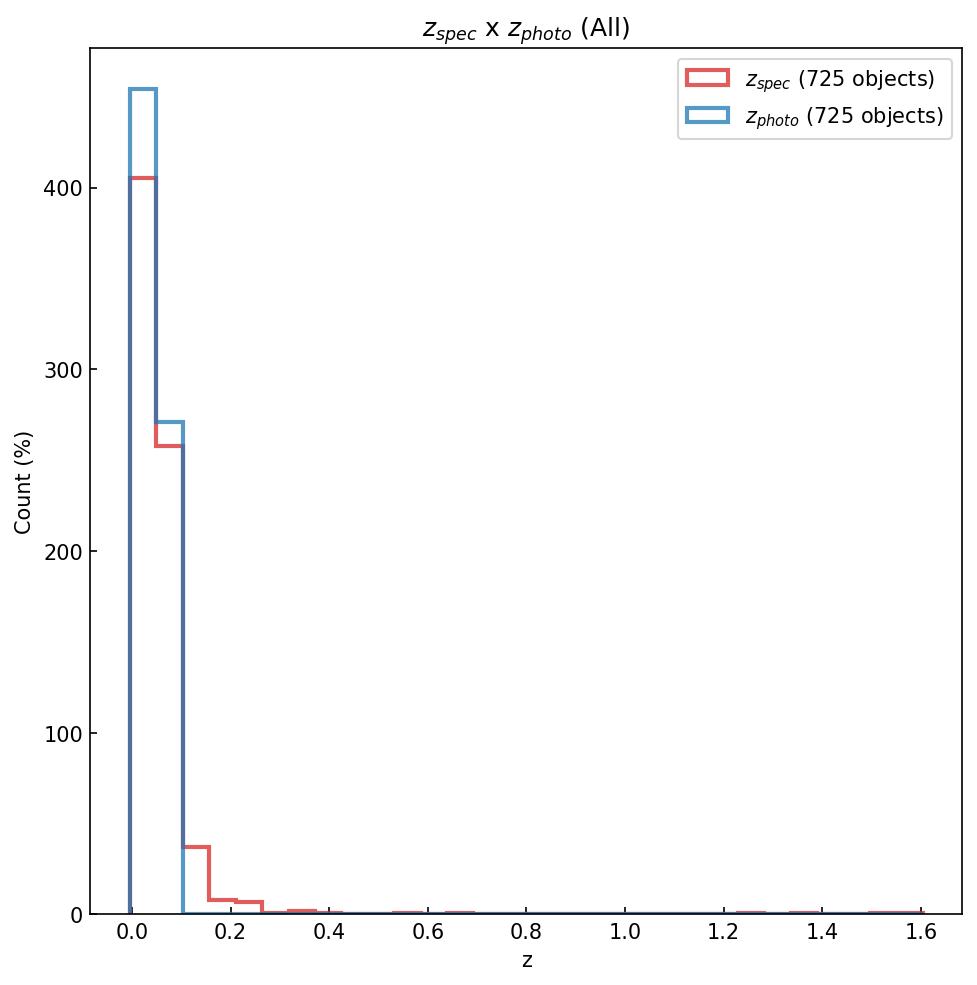 z_spec x z_photo (All)
z_spec (725 objects)
z_photo (725 objects)
Count (%)
400
300
200
100
0
0.0 0.2 0.4 0.6 0.8 1.0 1.2 1.4 1.6
z